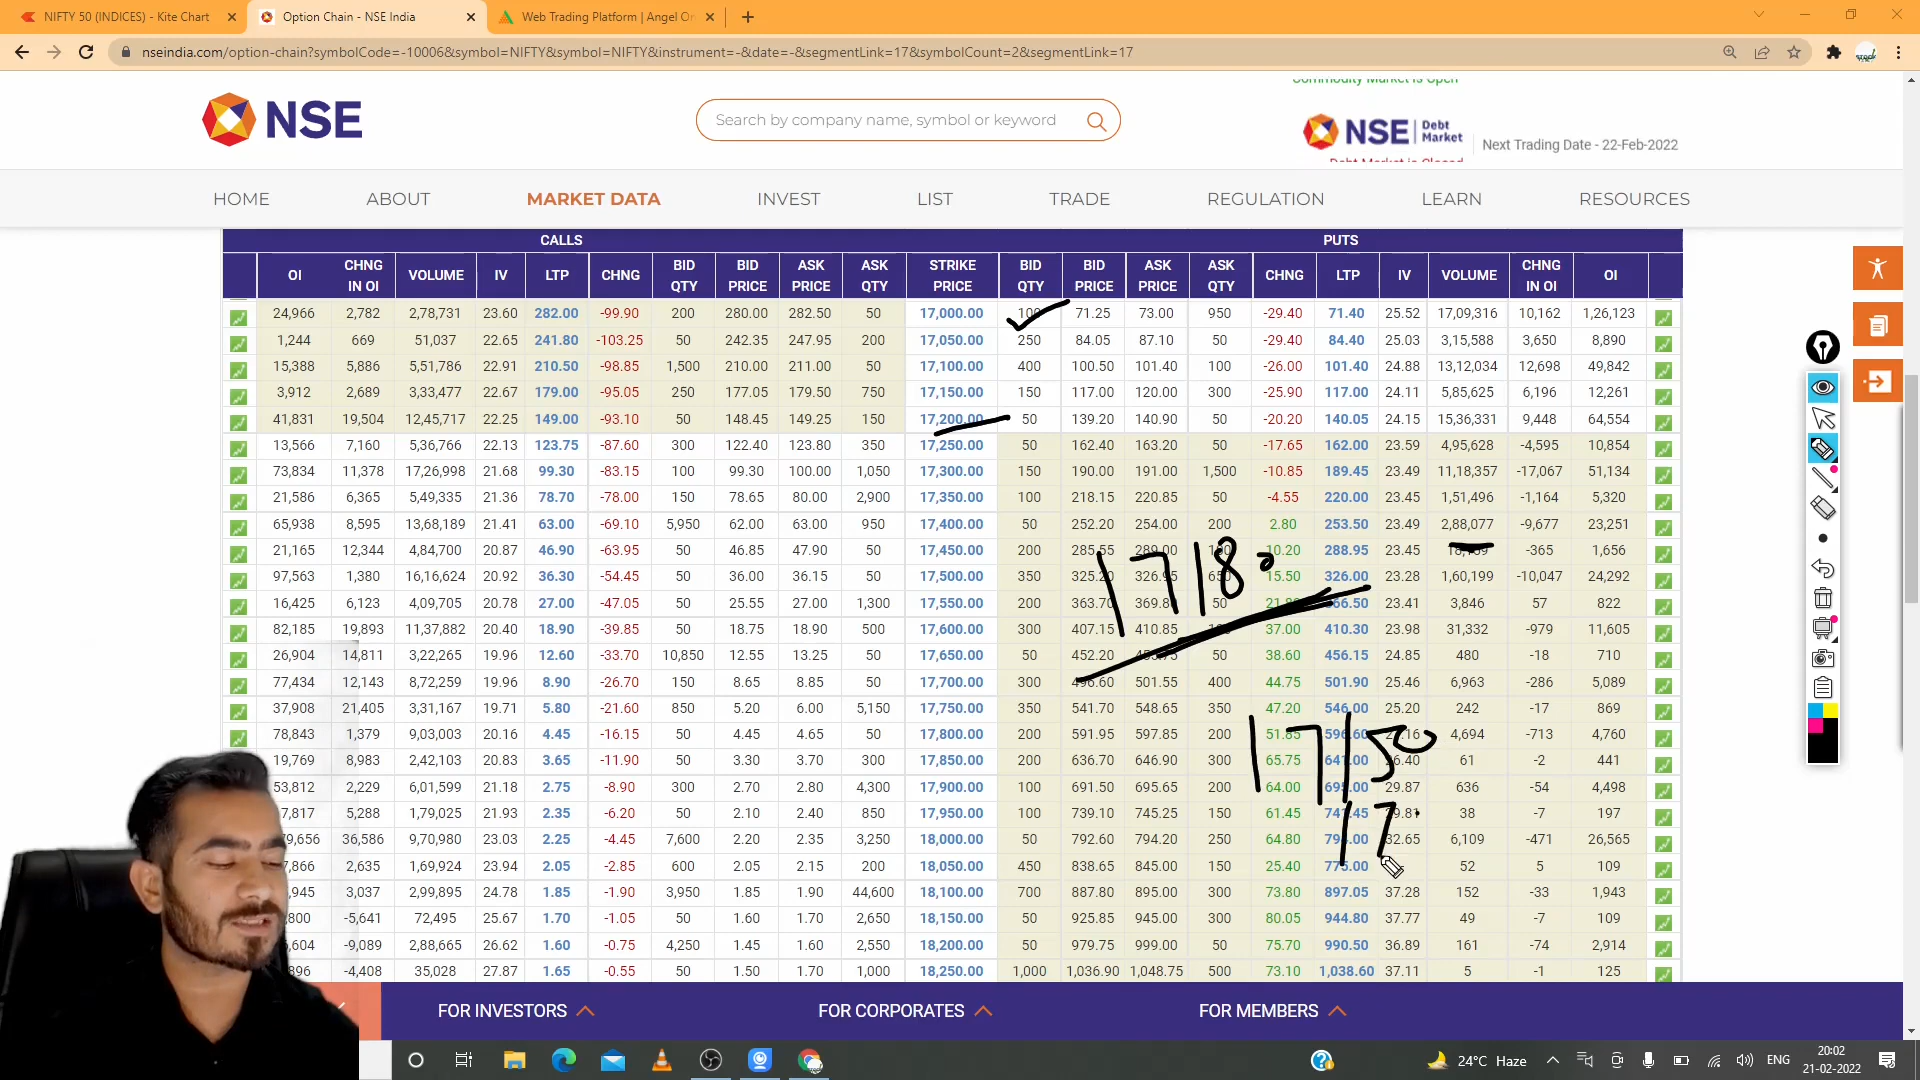 NIFTY 50 (INDICES) - Kite Chart
Option Chain - NSE India
Web Trading Platform | Angel On
nseindia.com/option-chain?symbolCode=-10006&symbol=NIFTY&symbol=NIFTY&instrument=-&date=-&segmentLink=17&symbolCount=2&segmentLink=17
Commodity Market is Open
NSE
Search by company name, symbol or keyword
NSE Debt Market
Next Trading Date - 22-Feb-2022
Debt Market is Closed
HOME ABOUT MARKET DATA INVEST LIST TRADE REGULATION LEARN RESOURCES
CALLS PUTS
OI CHNG IN OI VOLUME IV LTP CHNG BID QTY BID PRICE ASK PRICE ASK QTY STRIKE PRICE BID QTY BID PRICE ASK PRICE ASK QTY CHNG LTP IV VOLUME CHNG IN OI OI
24,966 2,782 2,78,731 23.60 282.00 -99.90 200 280.00 282.50 50 17,000.00 71.25 73.00 950 -29.40 71.40 25.52 17,09,316 10,162 1,26,123
1,244 669 51,037 22.65 241.80 -103.25 50 242.35 247.95 200 17,050.00 250 84.05 87.10 50 -29.40 84.40 25.03 3,15,588 3,650 8,890
15,388 5,886 5,51,786 22.91 210.50 -98.85 1,500 210.00 211.00 50 17,100.00 400 100.50 101.40 100 -26.00 101.40 24.88 13,12,034 12,698 49,842
3,912 2,689 3,33,477 22.67 179.00 -95.05 250 177.05 179.50 750 17,150.00 150 117.00 120.00 300 -25.90 117.00 24.11 5,85,625 6,196 12,261
41,831 19,504 12,45,717 22.25 149.00 -93.10 50 148.45 149.25 150 17,200.00 50 139.20 140.90 50 -20.20 140.05 24.15 15,36,331 9,448 64,554
13,566 7,160 5,36,766 22.13 123.75 -87.60 300 122.40 123.80 350 17,250.00 50 162.40 163.20 50 -17.65 162.00 23.59 4,95,628 -4,595 10,854
73,834 11,378 17,26,998 21.68 99.30 -83.15 100 99.30 100.00 1,050 17,300.00 150 190.00 191.00 1,500 -10.85 189.45 23.49 11,18,357 -17,067 51,134
21,586 6,365 5,49,335 21.36 78.70 -78.00 150 78.65 80.00 2,900 17,350.00 100 218.15 220.85 50 -4.55 220.00 23.45 1,51,496 -1,164 5,320
65,938 8,595 13,68,189 21.41 63.00 -69.10 5,950 62.00 63.00 950 17,400.00 50 252.20 254.00 200 2.80 253.50 23.49 2,88,077 -9,677 23,251
21,165 12,344 4,84,700 20.87 46.90 -63.95 50 46.85 47.90 50 17,450.00 200 285.55 289.00 10.20 288.95 23.45 -365 1,656
97,563 1,380 16,16,624 20.92 36.30 -54.45 50 36.00 36.15 50 17,500.00 350 325.20 326.95 650 15.50 326.00 23.28 1,60,199 -10,047 24,292
17180
16,425 6,123 4,09,705 20.78 27.00 -47.05 50 25.55 27.00 1,300 17,550.00 200 363.70 50 23.41 3,846 57 822
82,185 19,893 11,37,882 20.40 18.90 -39.85 50 18.75 18.90 500 17,600.00 300 407.15 410.85 37.00 410.30 23.98 31,332 -979 11,605
26,904 14,811 3,22,265 19.96 12.60 -33.70 10,850 12.55 13.25 50 17,650.00 50 452.20 50 38.60 456.15 24.85 480 -18 710
77,434 12,143 8,72,259 19.96 8.90 -26.70 150 8.65 8.85 50 17,700.00 300 496.60 501.55 400 44.75 501.90 25.46 6,963 -286 5,089
37,908 21,405 3,31,167 19.71 5.80 -21.60 850 5.20 6.00 5,150 17,750.00 350 541.70 548.65 350 47.20 546.00 25.20 242 -17 869
78,843 1,379 9,03,003 20.16 4.45 -16.15 50 4.45 4.65 50 17,800.00 200 591.95 597.85 200 51.85 596.60 4,694 -713 4,760
17150
19,769 8,983 2,42,103 20.83 3.65 -11.90 50 3.30 3.70 300 17,850.00 200 636.70 646.90 300 65.75 61 -2 441
53,812 2,229 6,01,599 21.18 2.75 -8.90 300 2.70 2.80 4,300 17,900.00 100 691.50 695.65 200 64.00 29.87 636 -54 4,498
7,817 5,288 1,79,025 21.93 2.35 -6.20 50 2.10 2.40 850 17,950.00 100 739.10 745.25 150 61.45 38 -7 197
79,656 36,586 9,70,980 23.03 2.25 -4.45 7,600 2.20 2.35 3,250 18,000.00 50 792.60 794.20 250 64.80 32.65 6,109 -471 26,565
17
7,866 2,635 1,69,924 23.94 2.05 -2.85 600 2.05 2.15 200 18,050.00 450 838.65 845.00 150 25.40 775.00 52 5 109
,945 3,037 2,99,895 24.78 1.85 -1.90 3,950 1.85 1.90 44,600 18,100.00 700 887.80 895.00 300 73.80 897.05 37.28 152 -33 1,943
,800 -5,641 72,495 25.67 1.70 -1.05 50 1.60 1.70 2,650 18,150.00 50 925.85 945.00 300 80.05 944.80 37.77 49 -7 109
,604 -9,089 2,88,665 26.62 1.60 -0.75 4,250 1.45 1.60 2,550 18,200.00 50 979.75 999.00 50 75.70 990.50 36.89 161 -74 2,914
896 -4,408 35,028 27.87 1.65 -0.55 50 1.50 1.70 1,000 18,250.00 1,000 1,036.90 1,048.75 500 73.10 1,038.60 37.11 5 -1 125
FOR INVESTORS FOR CORPORATES FOR MEMBERS
24°C Haze ENG 20:02
21-02-2022